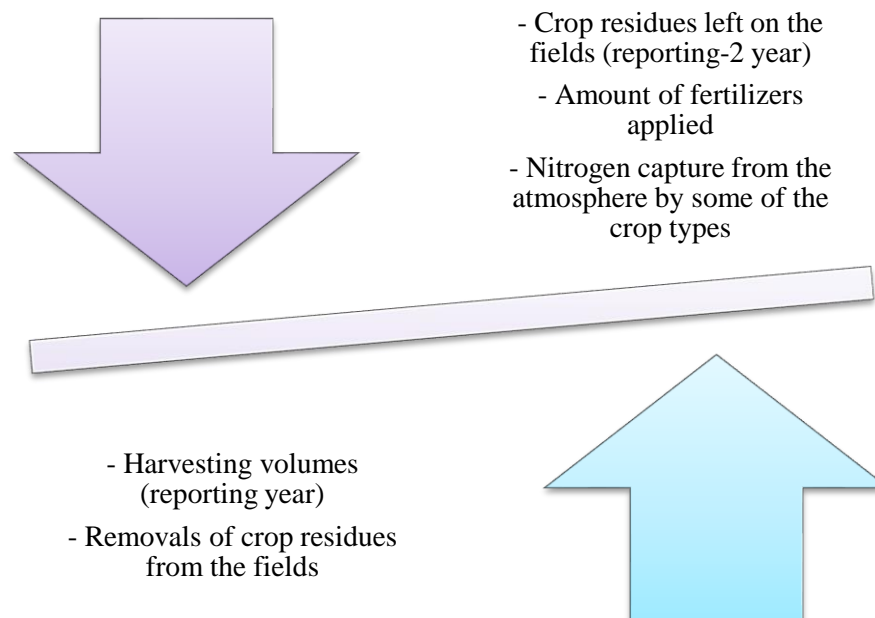 - Crop residues left on the
fields (reporting-2 year)
- Amount of fertilizers
applied
- Nitrogen capture from the
atmosphere by some of the
crop types
- Harvesting volumes
(reporting year)
- Removals of crop residues
from the fields